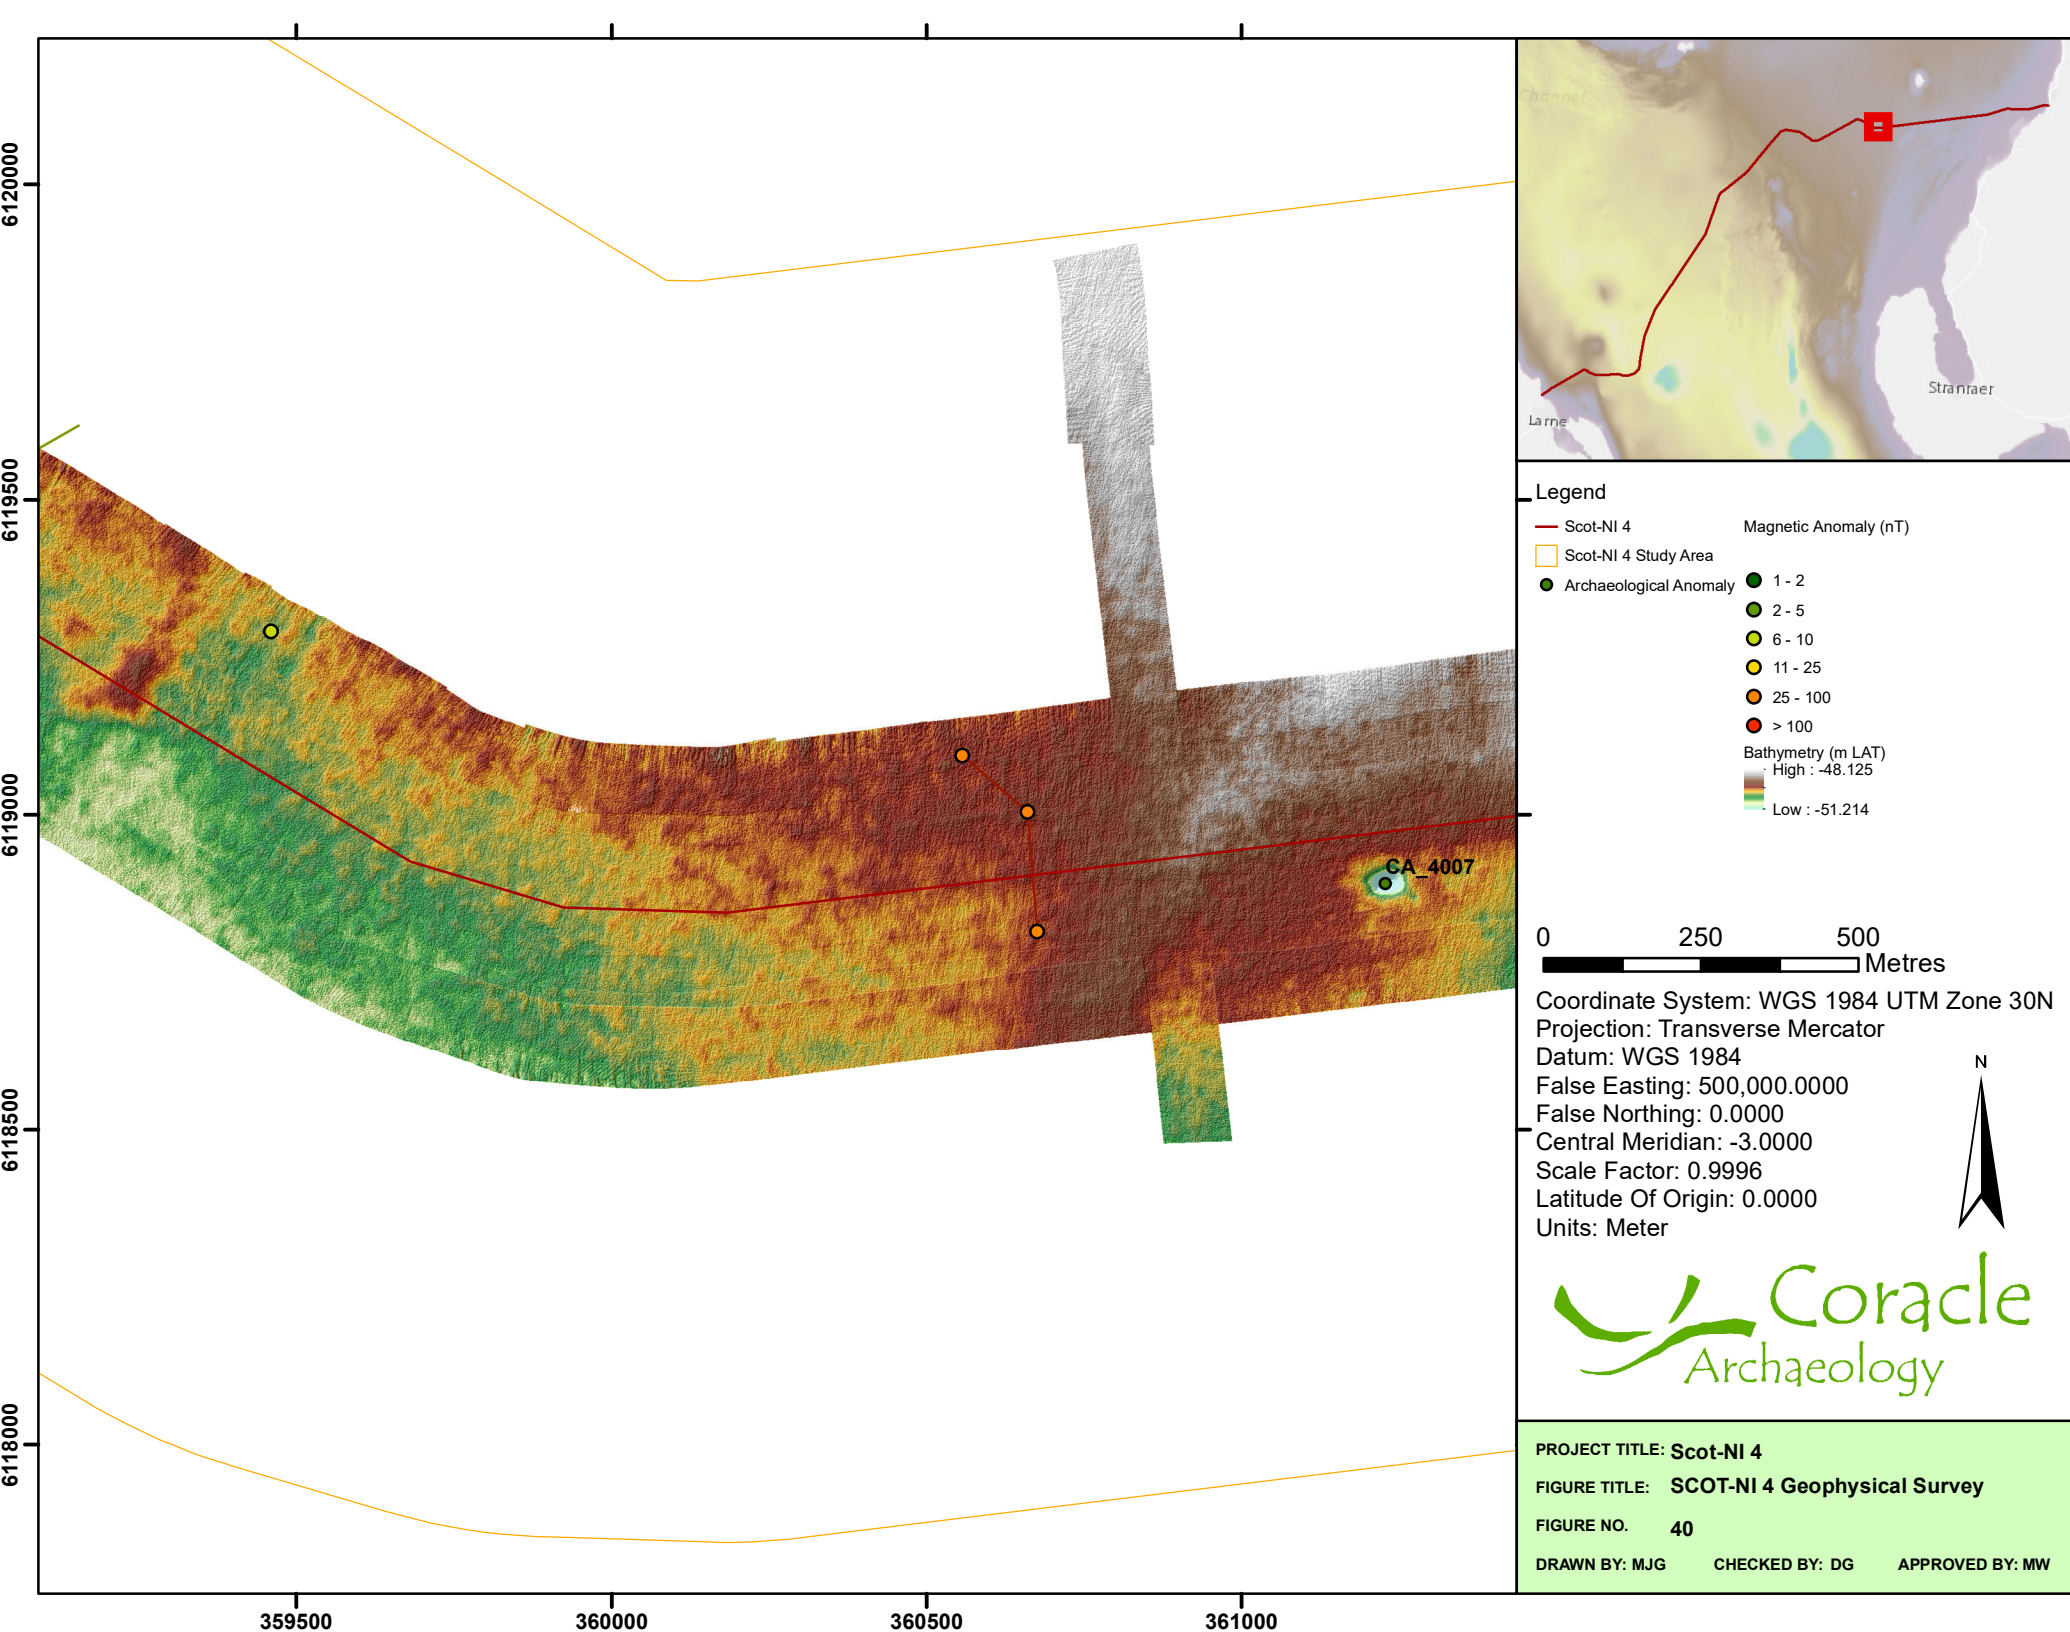 Channel
Larne
Stranraer
6120000
6119500
6119000
6118500
6118000
359500
360000
360500
361000
CA_4007
Legend
Scot-NI 4
Scot-NI 4 Study Area
Archaeological Anomaly
Magnetic Anomaly (nT)
1 - 2
2 - 5
6 - 10
11 - 25
25 - 100
> 100
Bathymetry (m LAT)
High : -48.125
Low : -51.214
0 250 500
Metres
Coordinate System: WGS 1984 UTM Zone 30N
Projection: Transverse Mercator
Datum: WGS 1984
False Easting: 500,000.0000
False Northing: 0.0000
Central Meridian: -3.0000
Scale Factor: 0.9996
Latitude Of Origin: 0.0000
Units: Meter
N
Coracle
Archaeology
PROJECT TITLE: Scot-NI 4
FIGURE TITLE: SCOT-NI 4 Geophysical Survey
FIGURE NO. 40
DRAWN BY: MJG CHECKED BY: DG APPROVED BY: MW